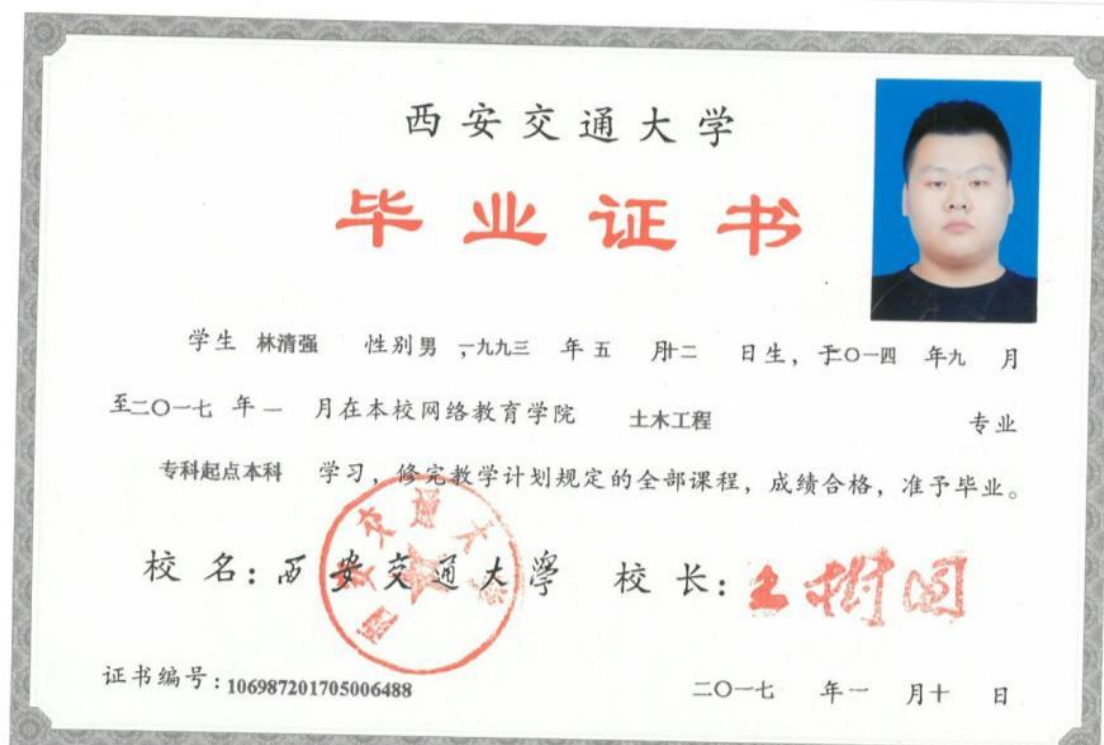 西安交通大学
毕业证书
学生 林清强 性别男 ,一九九三 年五 月十二 日生，于二〇一四 年九 月
至二〇一七 年一 月在本校网络教育学院 土木工程 专业
专科起点本科 学习，修完教学计划规定的全部课程，成绩合格，准予毕业。
校 名：西安交通大學 校 长：王树国
西安交通大学
证书编号：106987201705006488 二〇一七 年一 月十 日